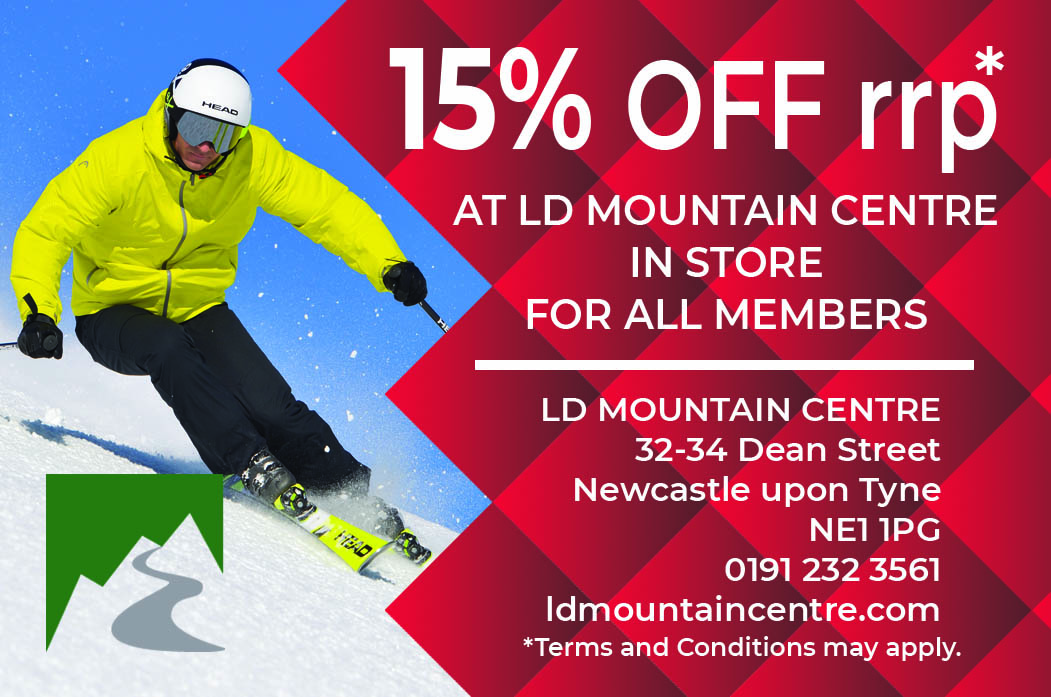 HEAD
15% OFF rrp*
AT LD MOUNTAIN CENTRE
IN STORE
FOR ALL MEMBERS
LD MOUNTAIN CENTRE
32-34 Dean Street
Newcastle upon Tyne
NE1 1PG
0191 232 3561
ldmountaincentre.com
*Terms and Conditions may apply.
HEAD